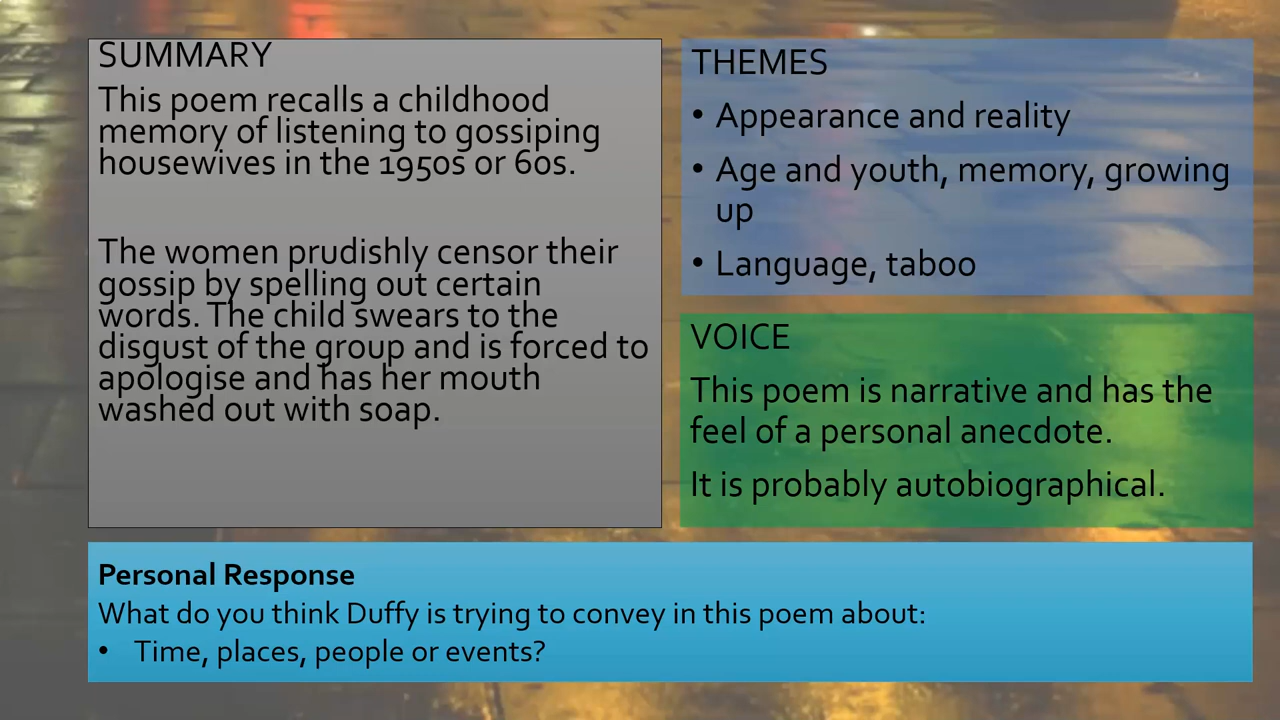 SUMMARY
This poem recalls a childhood
memory of listening to gossiping
housewives in the 1950s or 60s.
The women prudishly censor their
gossip by spelling out certain
words. The child swears to the
disgust of the group and is forced to
apologise and has her mouth
washed out with soap.
THEMES
• Appearance and reality
• Age and youth, memory, growing
up
• Language, taboo
VOICE
This poem is narrative and has the
feel of a personal anecdote.
It is probably autobiographical.
Personal Response
What do you think Duffy is trying to convey in this poem about:
• Time, places, people or events?